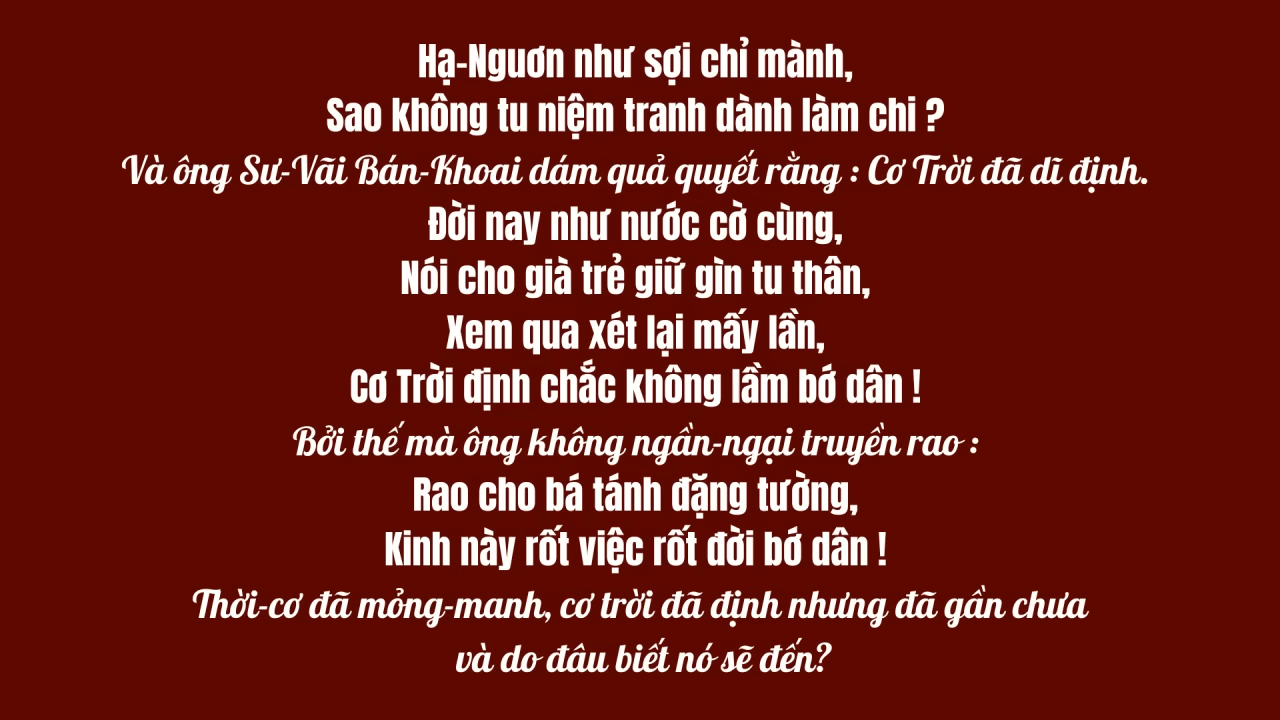 Hạ-Nguơn như sợi chỉ mành,
Sao không tu niệm tranh dành làm chi ?
Và ông Sư-Vãi Bán-Khoai dám quả quyết rằng : Cơ Trời đã dĩ định.
Đời nay như nước cờ cùng,
Nói cho già trẻ giữ gìn tu thân,
Xem qua xét lại mấy lần,
Cơ Trời định chắc không lầm bớ dân !
Bởi thế mà ông không ngần-ngại truyền rao :
Rao cho bá tánh đặng tường,
Kinh này rốt việc rốt đời bớ dân !
Thời-cơ đã mỏng-manh, cơ trời đã định nhưng đã gần chưa
và do đâu biết nó sẽ đến?